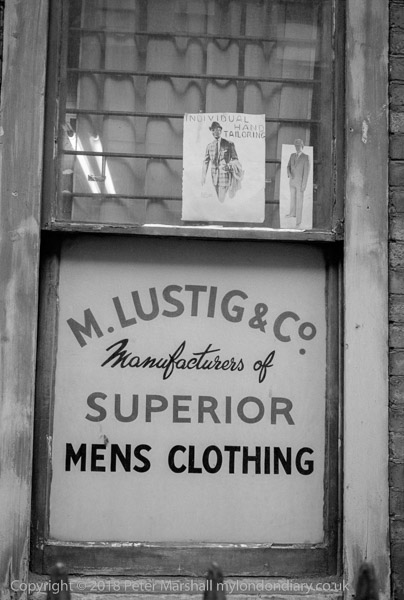 INDIVIDUAL
HAND
TAILORING
M. LUSTIG & Co.
Manufacturers of
SUPERIOR
MENS CLOTHING
Copyright © 2018 Peter Marshall mylondondiary.co.uk